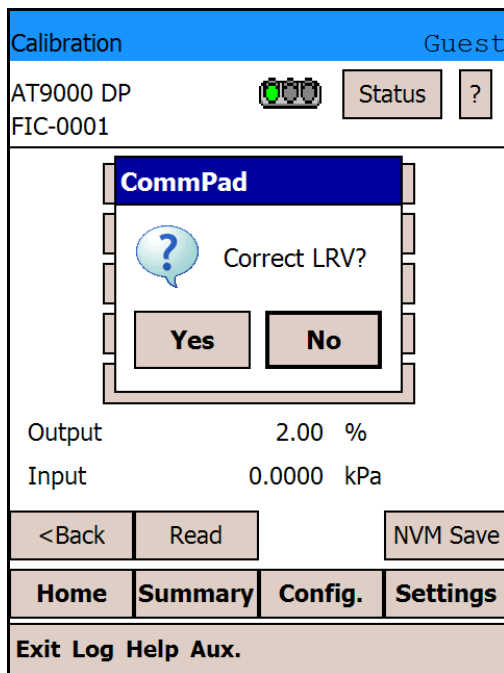 Calibration Guest
AT9000 DP
Status ?
FIC-0001
CommPad
?
Correct LRV?
Yes No
Output 2.00 %
Input 0.0000 kPa
<Back Read NVM Save
Home Summary Config. Settings
Exit Log Help Aux.